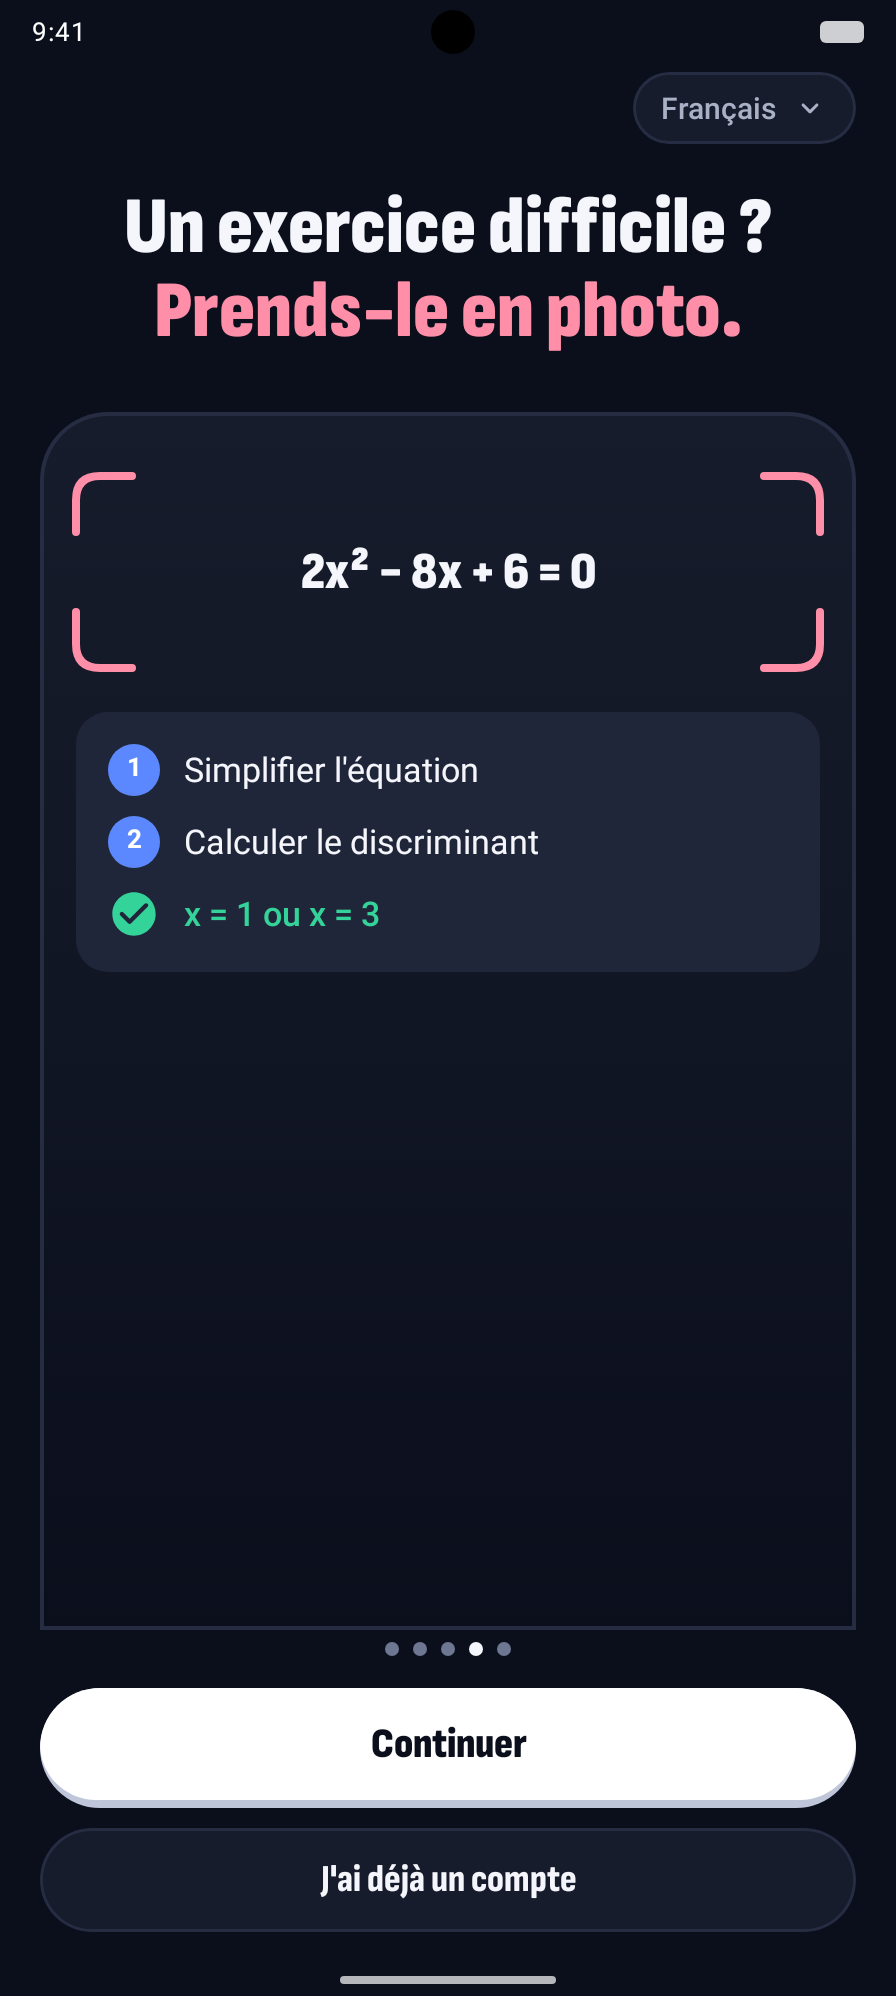 9:41
Français
Un exercice difficile ?
Prends-le en photo.
2x² - 8x + 6 = 0
1 Simplifier l'équation
2 Calculer le discriminant
x = 1 ou x = 3
Continuer
J'ai déjà un compte